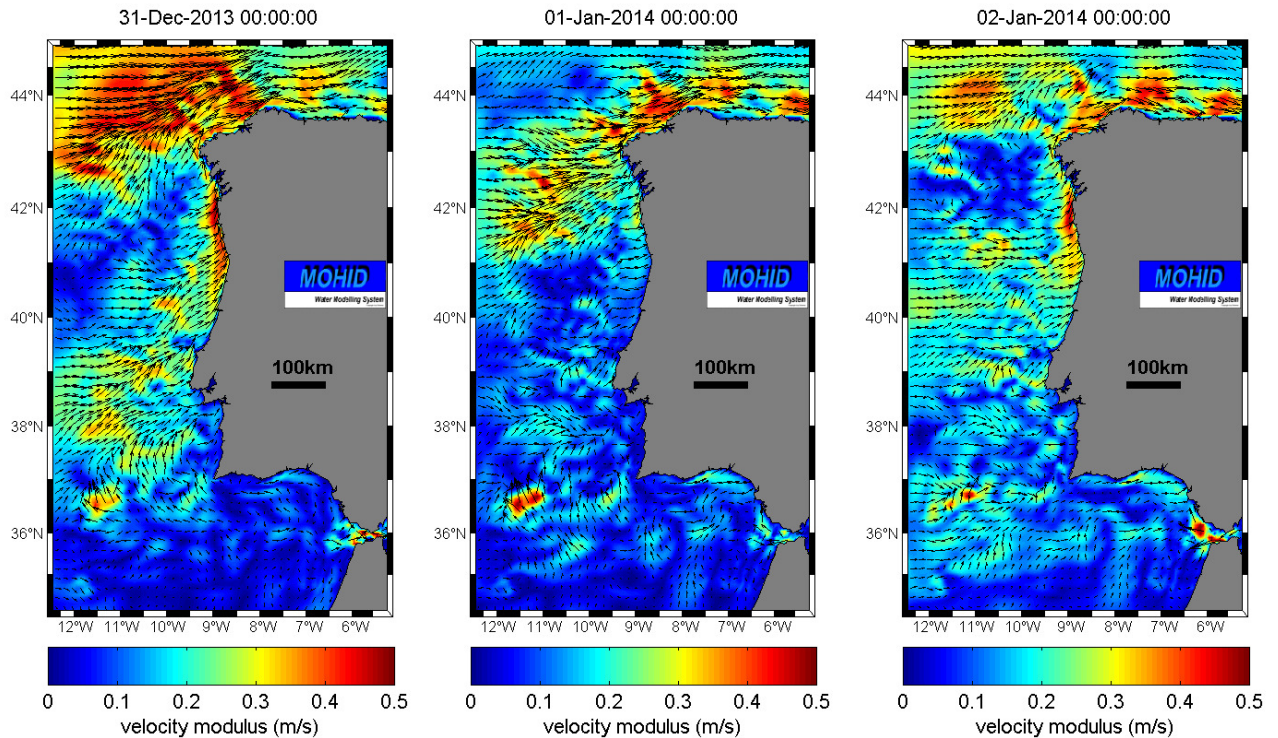 31-Dec-2013 00:00:00
44°N
42°N
40°N
38°N
36°N
12°W 11°W 10°W 9°W 8°W 7°W 6°W
MOHID
Water Modelling System
100km
0 0.1 0.2 0.3 0.4 0.5
velocity modulus (m/s)
01-Jan-2014 00:00:00
44°N
42°N
40°N
38°N
36°N
12°W 11°W 10°W 9°W 8°W 7°W 6°W
MOHID
Water Modelling System
100km
0 0.1 0.2 0.3 0.4 0.5
velocity modulus (m/s)
02-Jan-2014 00:00:00
44°N
42°N
40°N
38°N
36°N
12°W 11°W 10°W 9°W 8°W 7°W 6°W
MOHID
Water Modelling System
100km
0 0.1 0.2 0.3 0.4 0.5
velocity modulus (m/s)